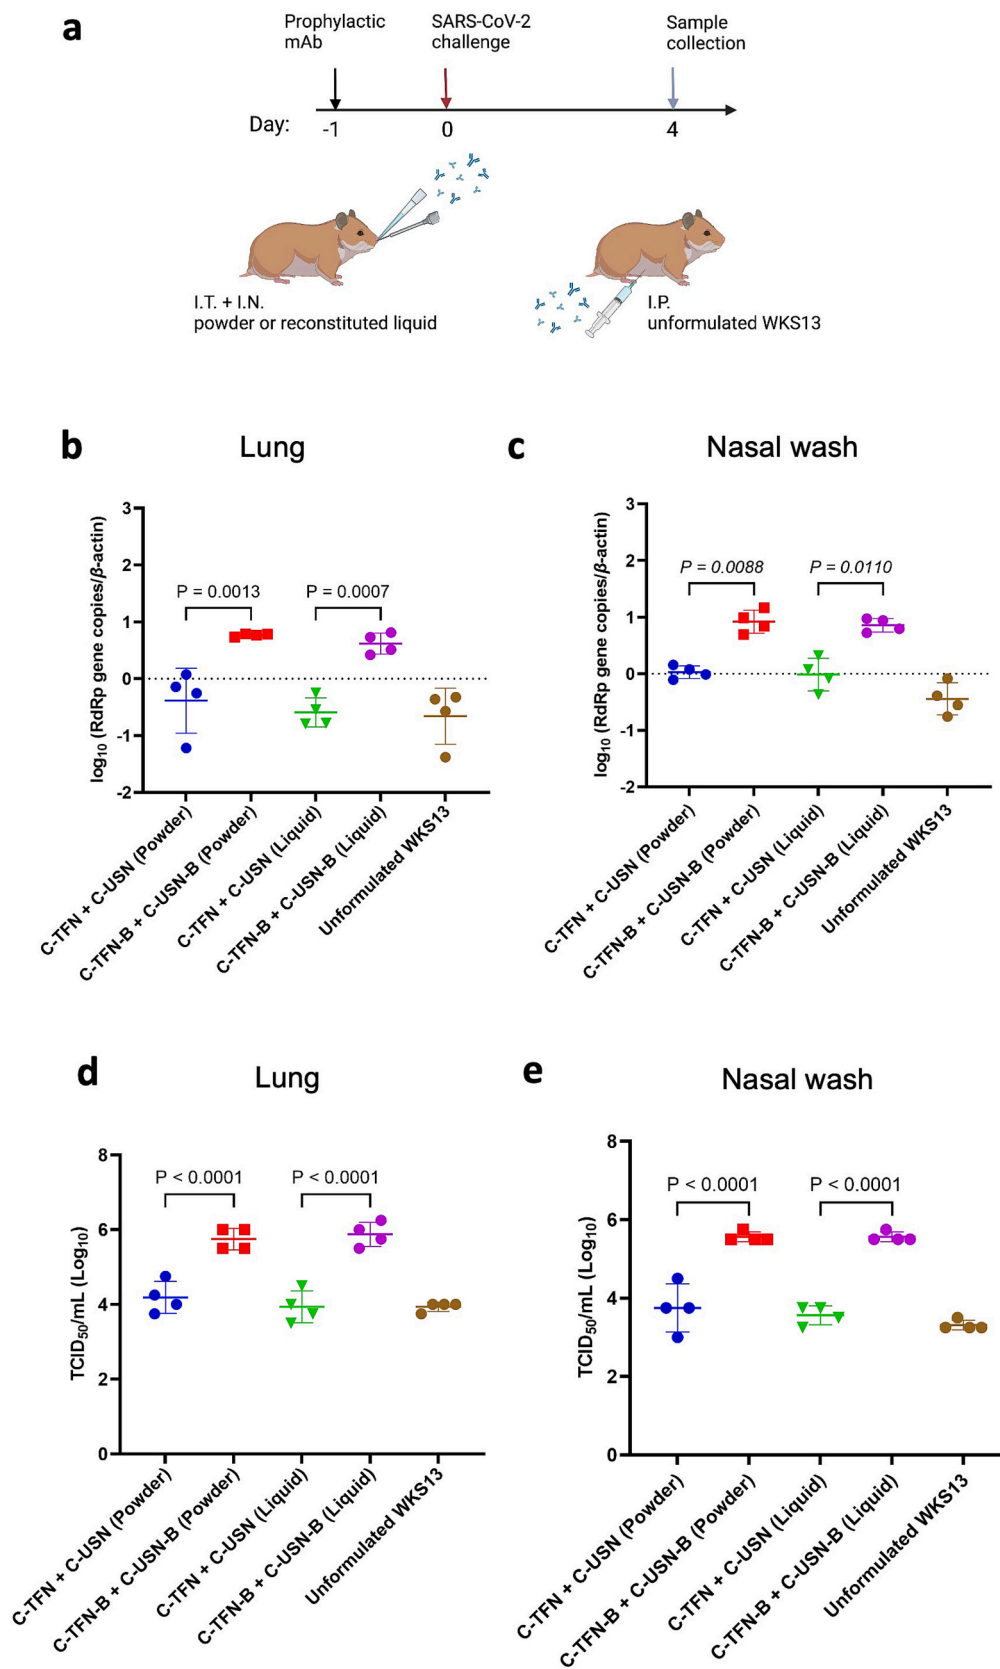 a
Prophylactic
mAb
SARS-CoV-2
challenge
Sample
collection
Day:
-1
0
4
I.T. + I.N.
powder or reconstituted liquid
I.P.
unformulated WKS13
b
Lung
log10 (RdRp gene copies/β-actin)
3
2
1
0
-1
-2
P = 0.0013
P = 0.0007
C-TFN + C-USN (Powder)
C-TFN-B + C-USN-B (Powder)
C-TFN + C-USN (Liquid)
C-TFN-B + C-USN-B (Liquid)
Unformulated WKS13
c
Nasal wash
log10 (RdRp gene copies/β-actin)
3
2
1
0
-1
-2
P = 0.0088
P = 0.0110
C-TFN + C-USN (Powder)
C-TFN-B + C-USN-B (Powder)
C-TFN + C-USN (Liquid)
C-TFN-B + C-USN-B (Liquid)
Unformulated WKS13
d
Lung
TCID50/mL (Log10)
8
6
4
2
0
P < 0.0001
P < 0.0001
C-TFN + C-USN (Powder)
C-TFN-B + C-USN-B (Powder)
C-TFN + C-USN (Liquid)
C-TFN-B + C-USN-B (Liquid)
Unformulated WKS13
e
Nasal wash
TCID50/mL (Log10)
8
6
4
2
0
P < 0.0001
P < 0.0001
C-TFN + C-USN (Powder)
C-TFN-B + C-USN-B (Powder)
C-TFN + C-USN (Liquid)
C-TFN-B + C-USN-B (Liquid)
Unformulated WKS13